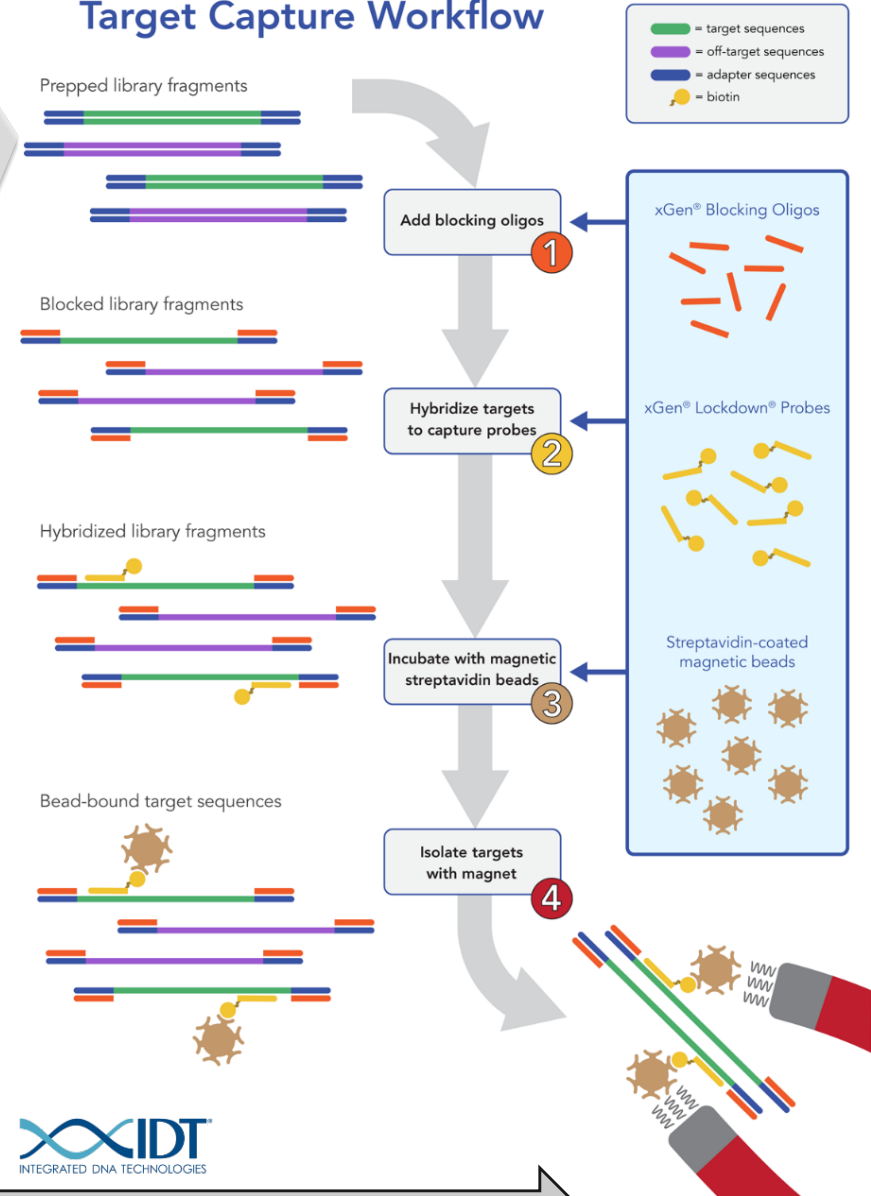 Target Capture Workflow
= target sequences
= off-target sequences
= adapter sequences
= biotin
Prepped library fragments
Add blocking oligos
1
xGen® Blocking Oligos
Blocked library fragments
Hybridize targets
to capture probes
2
xGen® Lockdown® Probes
Hybridized library fragments
Incubate with magnetic
streptavidin beads
3
Streptavidin-coated
magnetic beads
Bead-bound target sequences
Isolate targets
with magnet
4
IDT®
INTEGRATED DNA TECHNOLOGIES